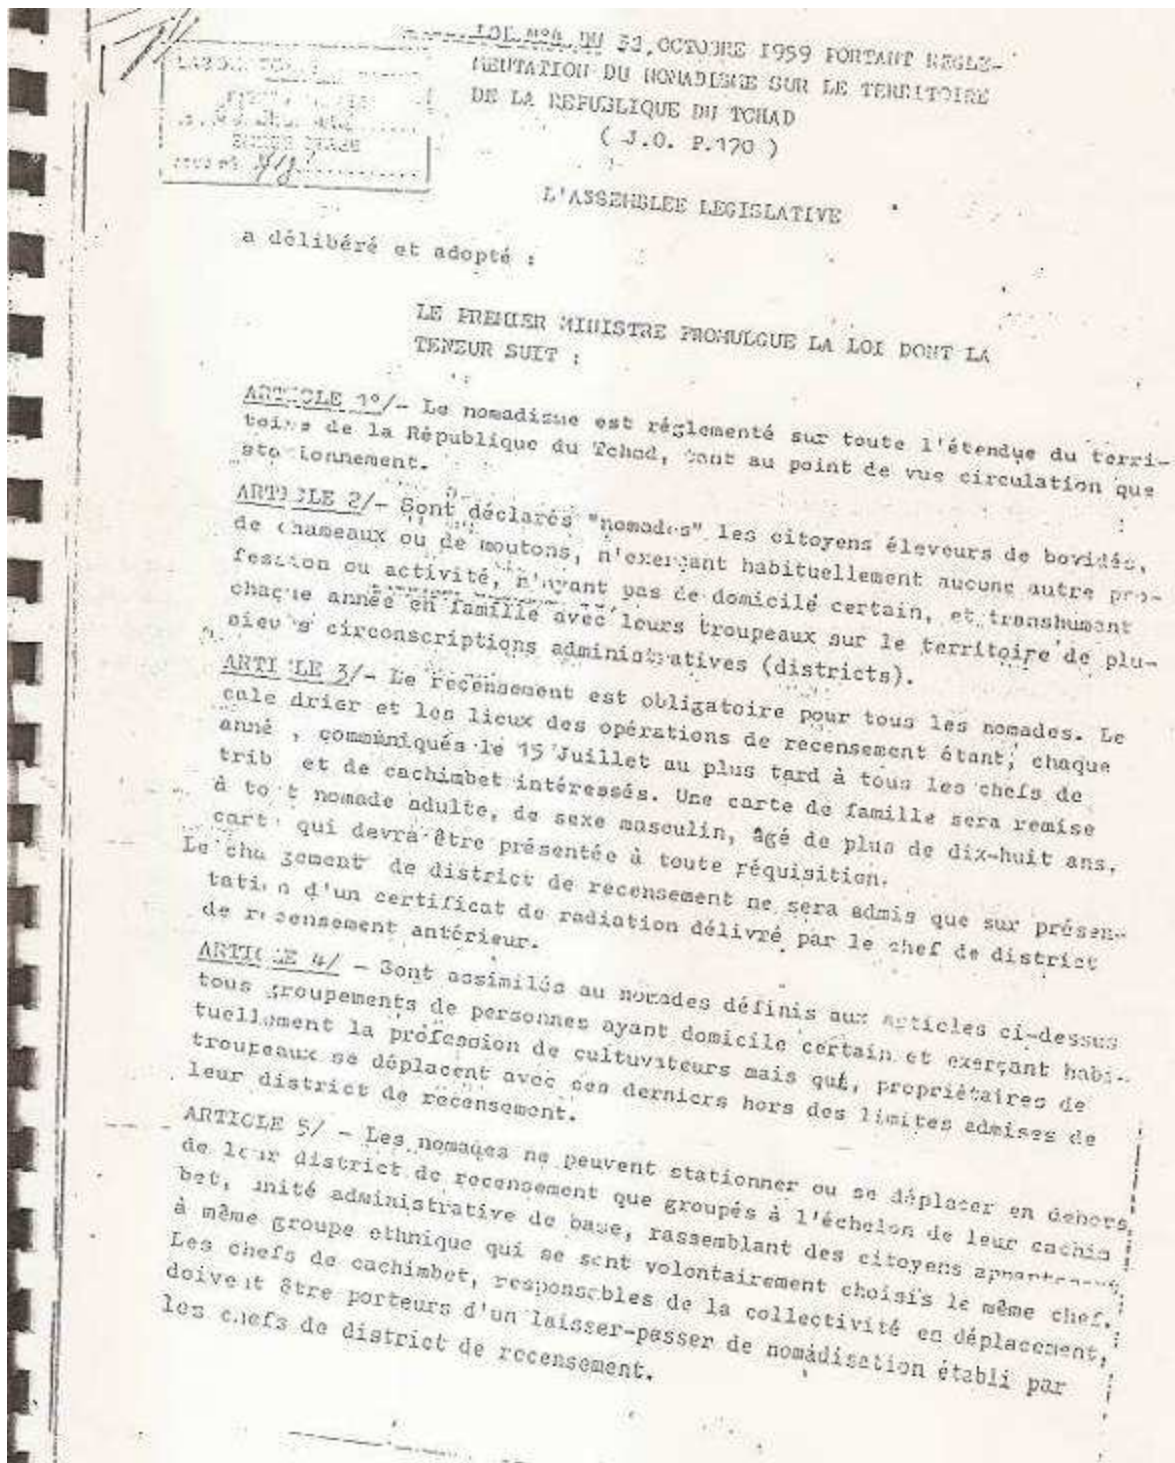 LOI N°4 DU 31 OCTOBRE 1959 PORTANT REGLE-
MENTATION DU NOMADISME SUR LE TERRITOIRE
DE LA REPUBLIQUE DU TCHAD
( J.O. P.170 )
L'ASSEMBLEE LEGISLATIVE
a délibéré et adopté :
LE PREMIER MINISTRE PROMULGUE LA LOI DONT LA
TENEUR SUIT :
ARTICLE 1°/- Le nomadisme est réglementé sur toute l'étendue du terri-
toire de la République du Tchad, tant au point de vue circulation que
stationnement.
ARTICLE 2/- Sont déclarés "nomades" les citoyens éleveurs de bovidés,
de chameaux ou de moutons, n'exerçant habituellement aucune autre pro-
fession ou activité, n'ayant pas de domicile certain, et transhumant
chaque année en famille avec leurs troupeaux sur le territoire de plu-
sieurs circonscriptions administratives (districts).
ARTICLE 3/- Le recensement est obligatoire pour tous les nomades. Le
calendrier et les lieux des opérations de recensement étant, chaque
année, communiqués le 15 Juillet au plus tard à tous les chefs de
tribu et de cachimbet intéressés. Une carte de famille sera remise
à tout nomade adulte, de sexe masculin, âgé de plus de dix-huit ans,
carte qui devra être présentée à toute réquisition.
Le changement de district de recensement ne sera admis que sur présen-
tation d'un certificat de radiation délivré par le chef de district
de recensement antérieur.
ARTICLE 4/ - Sont assimilés au nomades définis aux articles ci-dessus
tous groupements de personnes ayant domicile certain et exerçant habi-
tuellement la profession de cultuviteurs mais qui, propriétaires de
troupeaux se déplacent avec ces derniers hors des limites admises de
leur district de recensement.
ARTICLE 5/ - Les nomades ne peuvent stationner ou se déplacer en dehors
de leur district de recensement que groupés à l'échelon de leur cachim
bet, unité administrative de base, rassemblant des citoyens appartenant
à même groupe ethnique qui se sont volontairement choisis le même chef.
Les chefs de cachimbet, responsables de la collectivité en déplacement,
doivent être porteurs d'un laisser-passer de nomadisation établi par
les chefs de district de recensement.